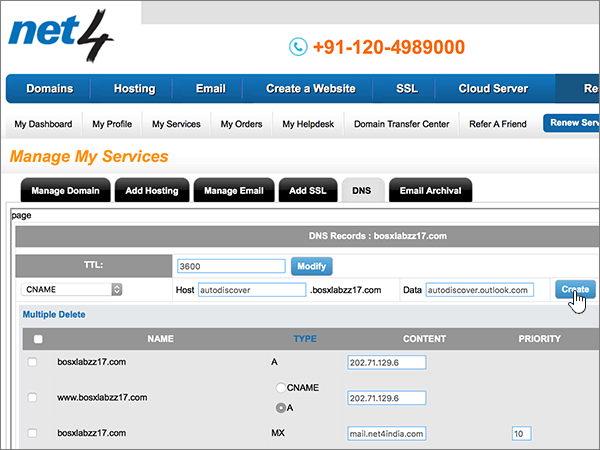 net4
+91-120-4989000
Domains Hosting Email Create a Website SSL Cloud Server Re
My Dashboard My Profile My Services My Orders My Helpdesk Domain Transfer Center Refer A Friend Renew Serv
Manage My Services
Manage Domain Add Hosting Manage Email Add SSL DNS Email Archival
page
DNS Records : bosxlabzz17.com
TTL: 3600 Modify
CNAME Host autodiscover .bosxlabzz17.com Data autodiscover.outlook.com Create
Multiple Delete
NAME TYPE CONTENT PRIORITY
bosxlabzz17.com A 202.71.129.6
www.bosxlabzz17.com CNAME A 202.71.129.6
bosxlabzz17.com MX mail.net4india.com 10